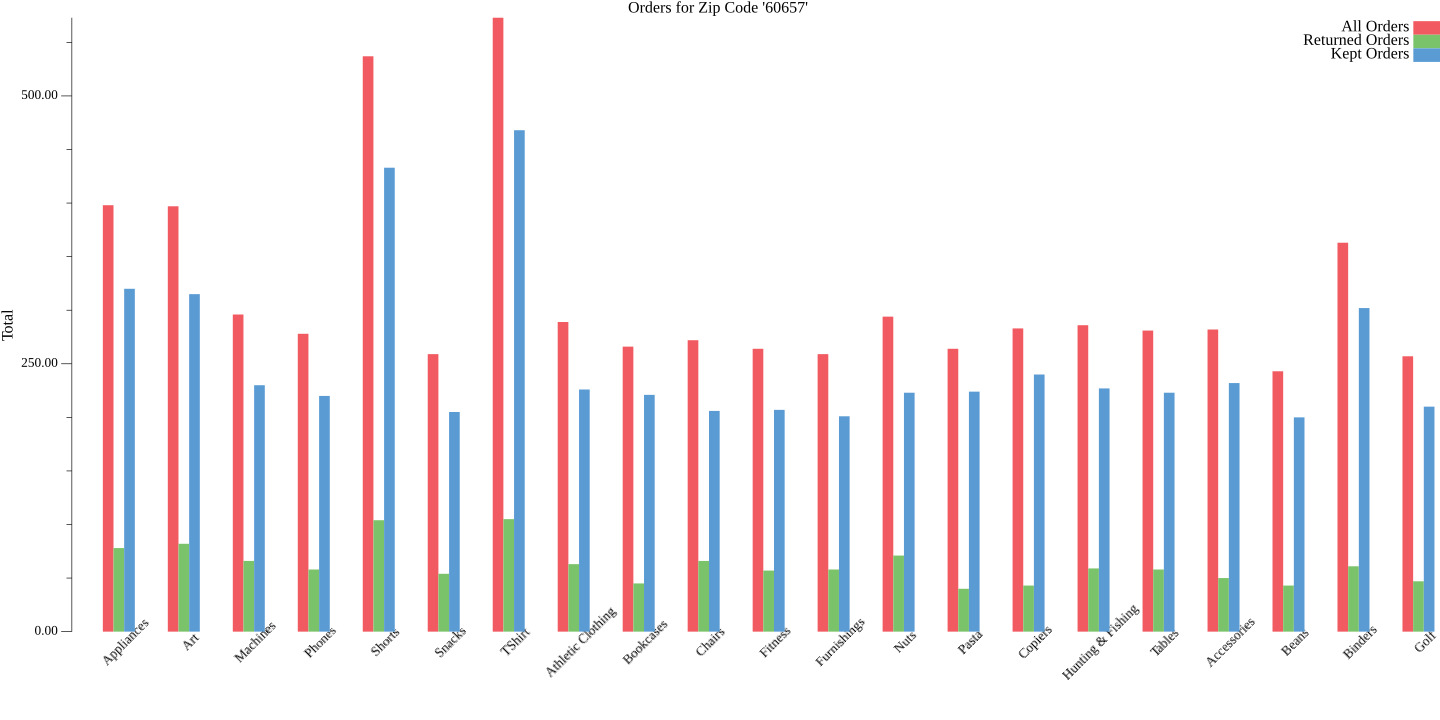 Orders for Zip Code '60657'
All Orders
Returned Orders
Kept Orders
500.00
250.00
0.00
Total
Appliances
Art
Machines
Phones
Shorts
Snacks
TShirt
Athletic Clothing
Bookcases
Chairs
Fitness
Furnishings
Nuts
Pasta
Copiers
Hunting & Fishing
Tables
Accessories
Beans
Binders
Golf